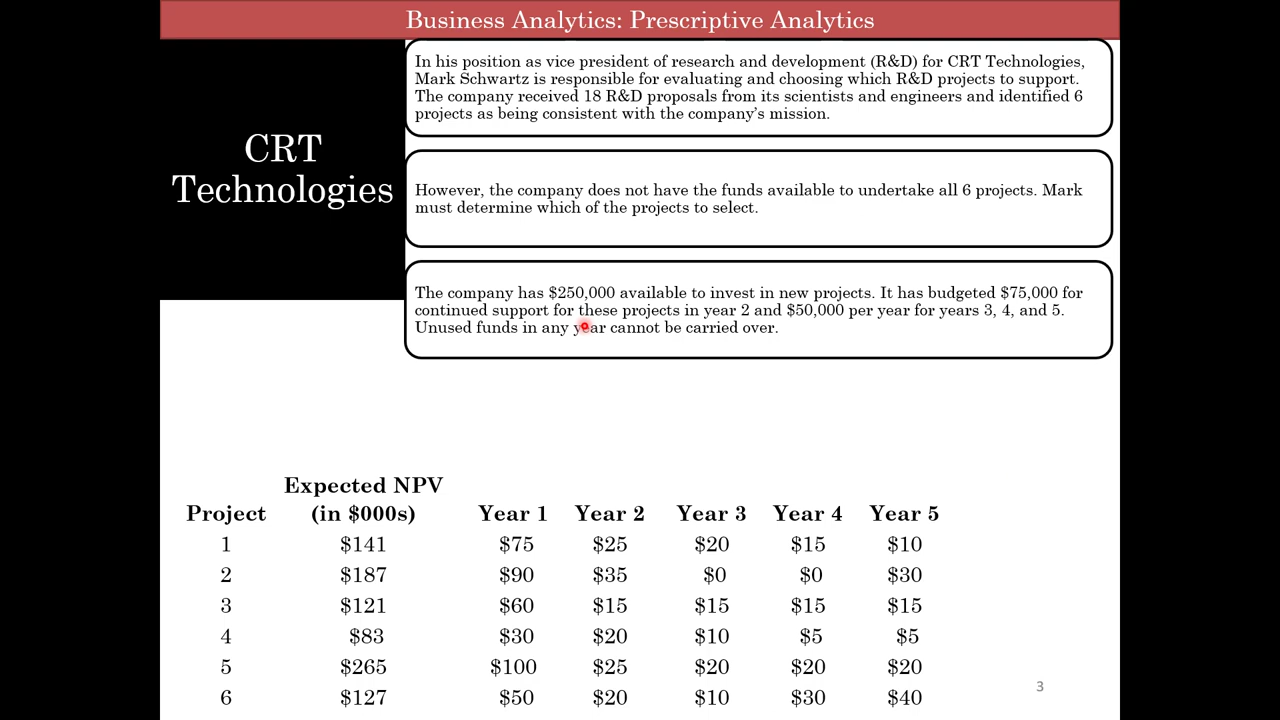 Business Analytics: Prescriptive Analytics
CRT
Technologies
In his position as vice president of research and development (R&D) for CRT Technologies,
Mark Schwartz is responsible for evaluating and choosing which R&D projects to support.
The company received 18 R&D proposals from its scientists and engineers and identified 6
projects as being consistent with the company’s mission.
However, the company does not have the funds available to undertake all 6 projects. Mark
must determine which of the projects to select.
The company has $250,000 available to invest in new projects. It has budgeted $75,000 for
continued support for these projects in year 2 and $50,000 per year for years 3, 4, and 5.
Unused funds in any year cannot be carried over.
Expected NPV
Project (in $000s) Year 1 Year 2 Year 3 Year 4 Year 5
1 $141 $75 $25 $20 $15 $10
2 $187 $90 $35 $0 $0 $30
3 $121 $60 $15 $15 $15 $15
4 $83 $30 $20 $10 $5 $5
5 $265 $100 $25 $20 $20 $20
6 $127 $50 $20 $10 $30 $40
3